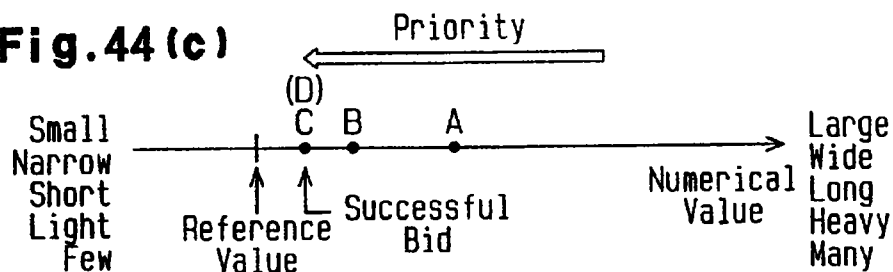 Fig.44(c)
Priority
(D)
C B A
Small
Narrow
Short
Light
Few
Reference
Value
Successful
Bid
Numerical
Value
Large
Wide
Long
Heavy
Many